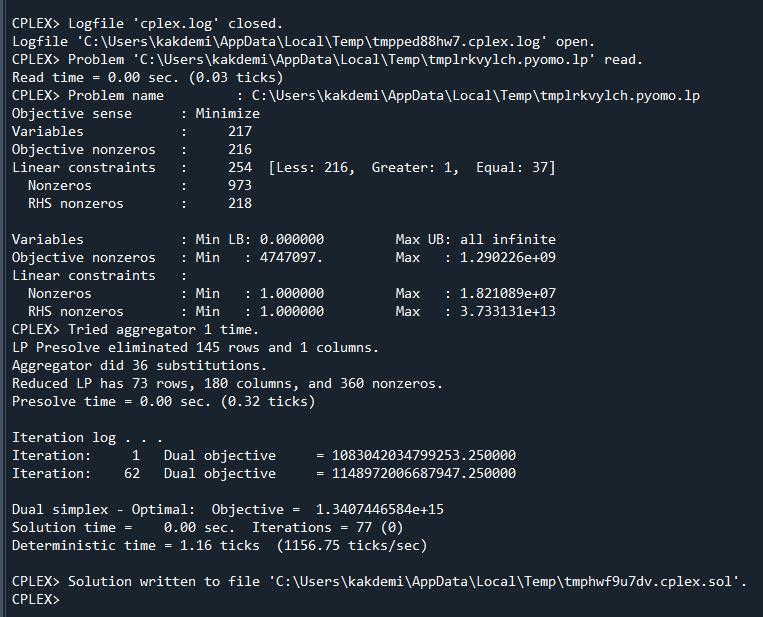 CPLEX> Logfile 'cplex.log' closed.
Logfile 'C:\Users\kakdemi\AppData\Local\Temp\tmpped88hw7.cplex.log' open.
CPLEX> Problem 'C:\Users\kakdemi\AppData\Local\Temp\tmplrkvylch.pyomo.lp' read.
Read time = 0.00 sec. (0.03 ticks)
CPLEX> Problem name         : C:\Users\kakdemi\AppData\Local\Temp\tmplrkvylch.pyomo.lp
Objective sense      : Minimize
Variables            :     217
Objective nonzeros   :     216
Linear constraints   :     254  [Less: 216,  Greater: 1,  Equal: 37]
  Nonzeros           :     973
  RHS nonzeros       :     218

Variables            : Min LB: 0.000000         Max UB: all infinite
Objective nonzeros   : Min   : 4747097.         Max   : 1.290226e+09
Linear constraints   :
  Nonzeros           : Min   : 1.000000         Max   : 1.821089e+07
  RHS nonzeros       : Min   : 1.000000         Max   : 3.733131e+13
CPLEX> Tried aggregator 1 time.
LP Presolve eliminated 145 rows and 1 columns.
Aggregator did 36 substitutions.
Reduced LP has 73 rows, 180 columns, and 360 nonzeros.
Presolve time = 0.00 sec. (0.32 ticks)

Iteration log . . .
Iteration:     1   Dual objective     = 1083042034799253.250000
Iteration:    62   Dual objective     = 1148972006687947.250000

Dual simplex - Optimal:  Objective =  1.3407446584e+15
Solution time =    0.00 sec.  Iterations = 77 (0)
Deterministic time = 1.16 ticks  (1156.75 ticks/sec)

CPLEX> Solution written to file 'C:\Users\kakdemi\AppData\Local\Temp\tmphwf9u7dv.cplex.sol'.
CPLEX>